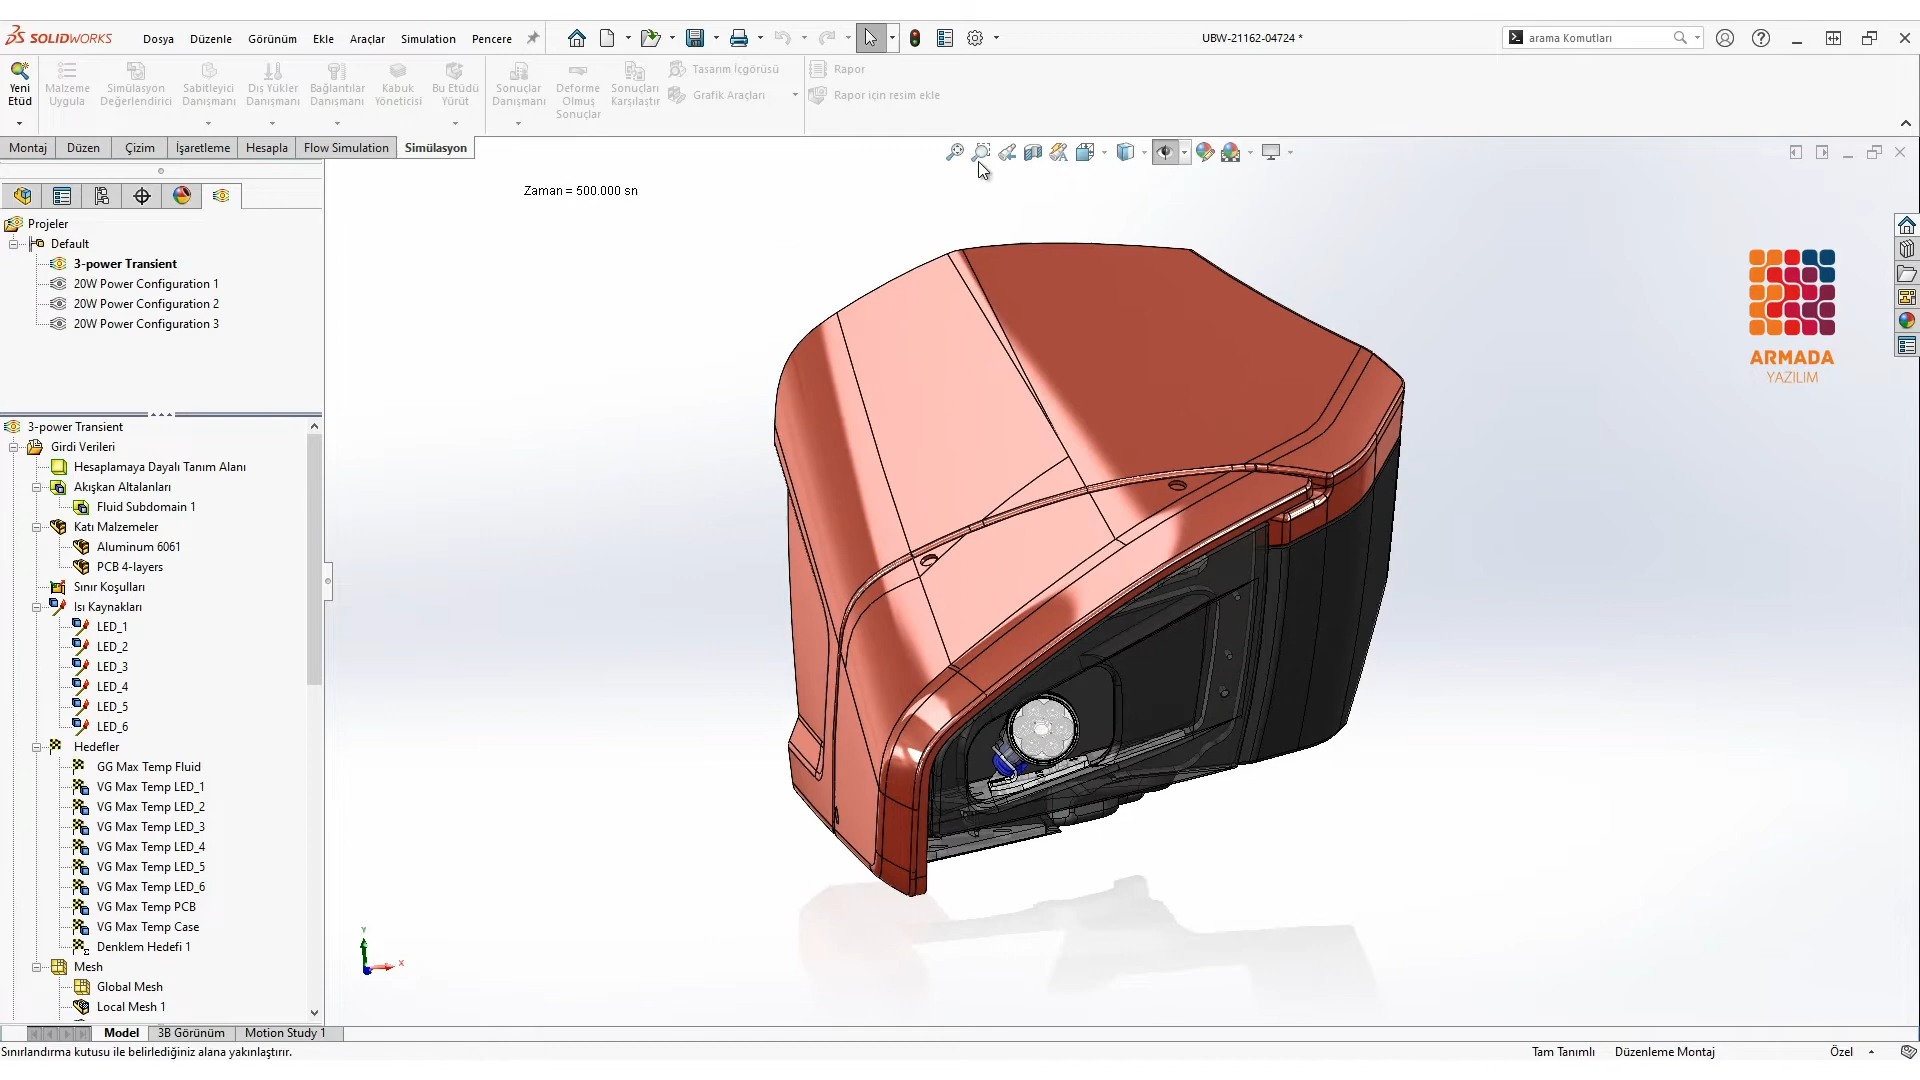 SOLIDWORKS
Dosya Düzenle Görünüm Ekle Araçlar Simulation Pencere
UBW-21162-04724 *
arama Komutları
Yeni Etüd
Malzeme Uygula
Simülasyon Değerlendirici
Sabitleyici Danışmanı
Dış Yükler Danışmanı
Bağlantılar Danışmanı
Kabuk Yöneticisi
Bu Etüdü Yürüt
Sonuçlar Danışmanı
Deforme Olmuş Sonuçlar
Sonuçları Karşılaştır
Tasarım İçgörüsü
Grafik Araçları
Rapor
Rapor için resim ekle
Montaj Düzen Çizim İşaretleme Hesapla Flow Simulation Simülasyon
Zaman = 500.000 sn
Projeler
Default
3-power Transient
20W Power Configuration 1
20W Power Configuration 2
20W Power Configuration 3
ARMADA
YAZILIM
3-power Transient
Girdi Verileri
Hesaplamaya Dayalı Tanım Alanı
Akışkan Altalanları
Fluid Subdomain 1
Katı Malzemeler
Aluminum 6061
PCB 4-layers
Sınır Koşulları
Isı Kaynakları
LED_1
LED_2
LED_3
LED_4
LED_5
LED_6
Hedefler
GG Max Temp Fluid
VG Max Temp LED_1
VG Max Temp LED_2
VG Max Temp LED_3
VG Max Temp LED_4
VG Max Temp LED_5
VG Max Temp LED_6
VG Max Temp PCB
VG Max Temp Case
Denklem Hedefi 1
Mesh
Global Mesh
Local Mesh 1
Y
X
Model 3B Görünüm Motion Study 1
Sınırlandırma kutusu ile belirlediğiniz alana yakınlaştırır.
Tam Tanımlı Düzenleme Montaj Özel